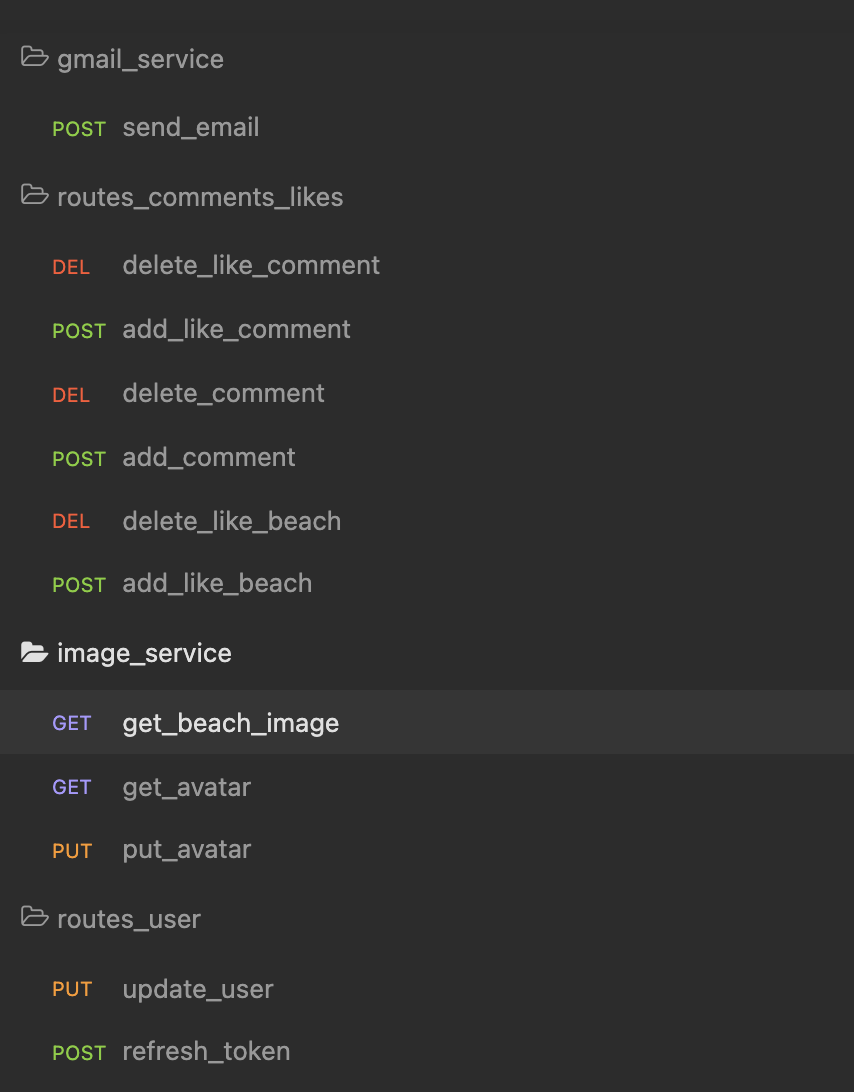 gmail_service
POST send_email
routes_comments_likes
DEL delete_like_comment
POST add_like_comment
DEL delete_comment
POST add_comment
DEL delete_like_beach
POST add_like_beach
image_service
GET get_beach_image
GET get_avatar
PUT put_avatar
routes_user
PUT update_user
POST refresh_token